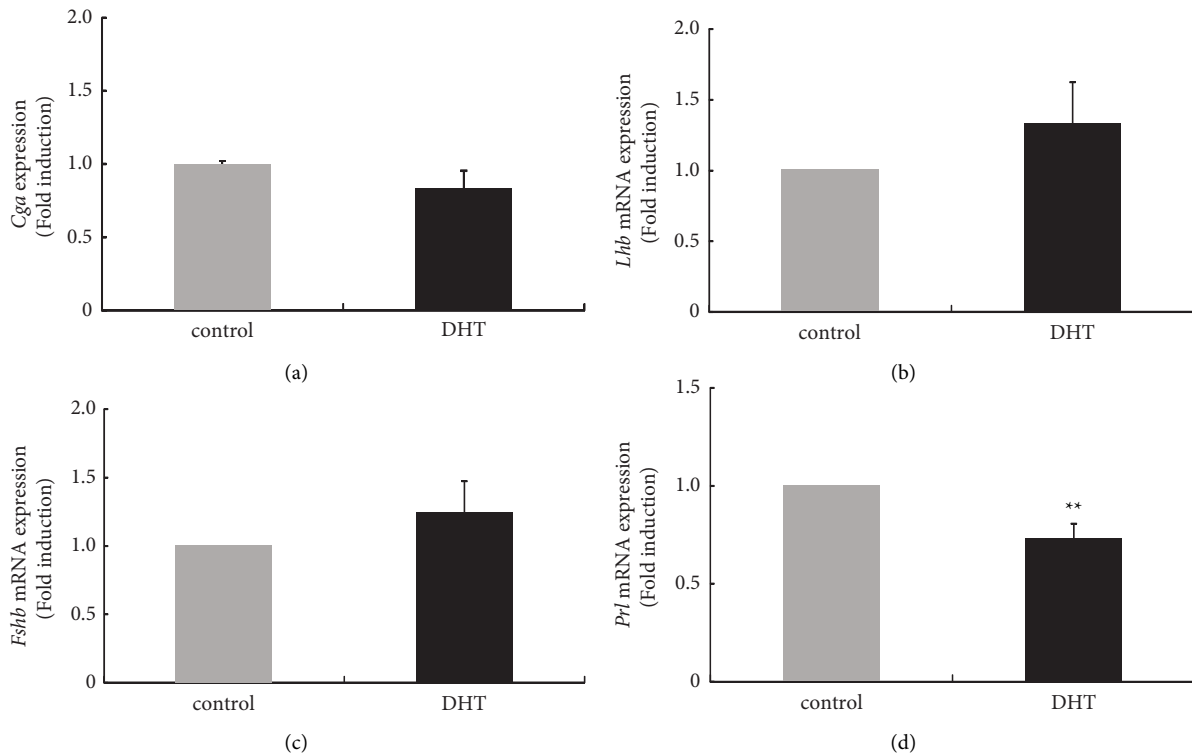 2.0
1.5
1.0
0.5
0
Cga expression
(Fold induction)
control
DHT
(a)
2.0
1.5
1.0
0.5
0
Lhb mRNA expression
(Fold induction)
control
DHT
(b)
2.0
1.5
1.0
0.5
0
Fshb mRNA expression
(Fold induction)
control
DHT
(c)
1.5
1.0
0.5
0
Prl mRNA expression
(Fold induction)
**
control
DHT
(d)